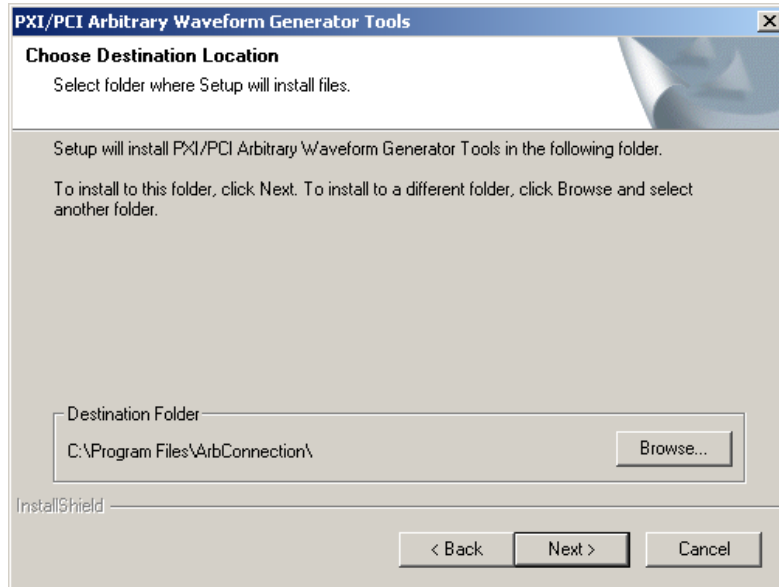 PXI/PCI Arbitrary Waveform Generator Tools
Choose Destination Location
Select folder where Setup will install files.
Setup will install PXI/PCI Arbitrary Waveform Generator Tools in the following folder.
To install to this folder, click Next. To install to a different folder, click Browse and select
another folder.
Destination Folder
C:\Program Files\ArbConnection\
Browse...
InstallShield
< Back
Next >
Cancel